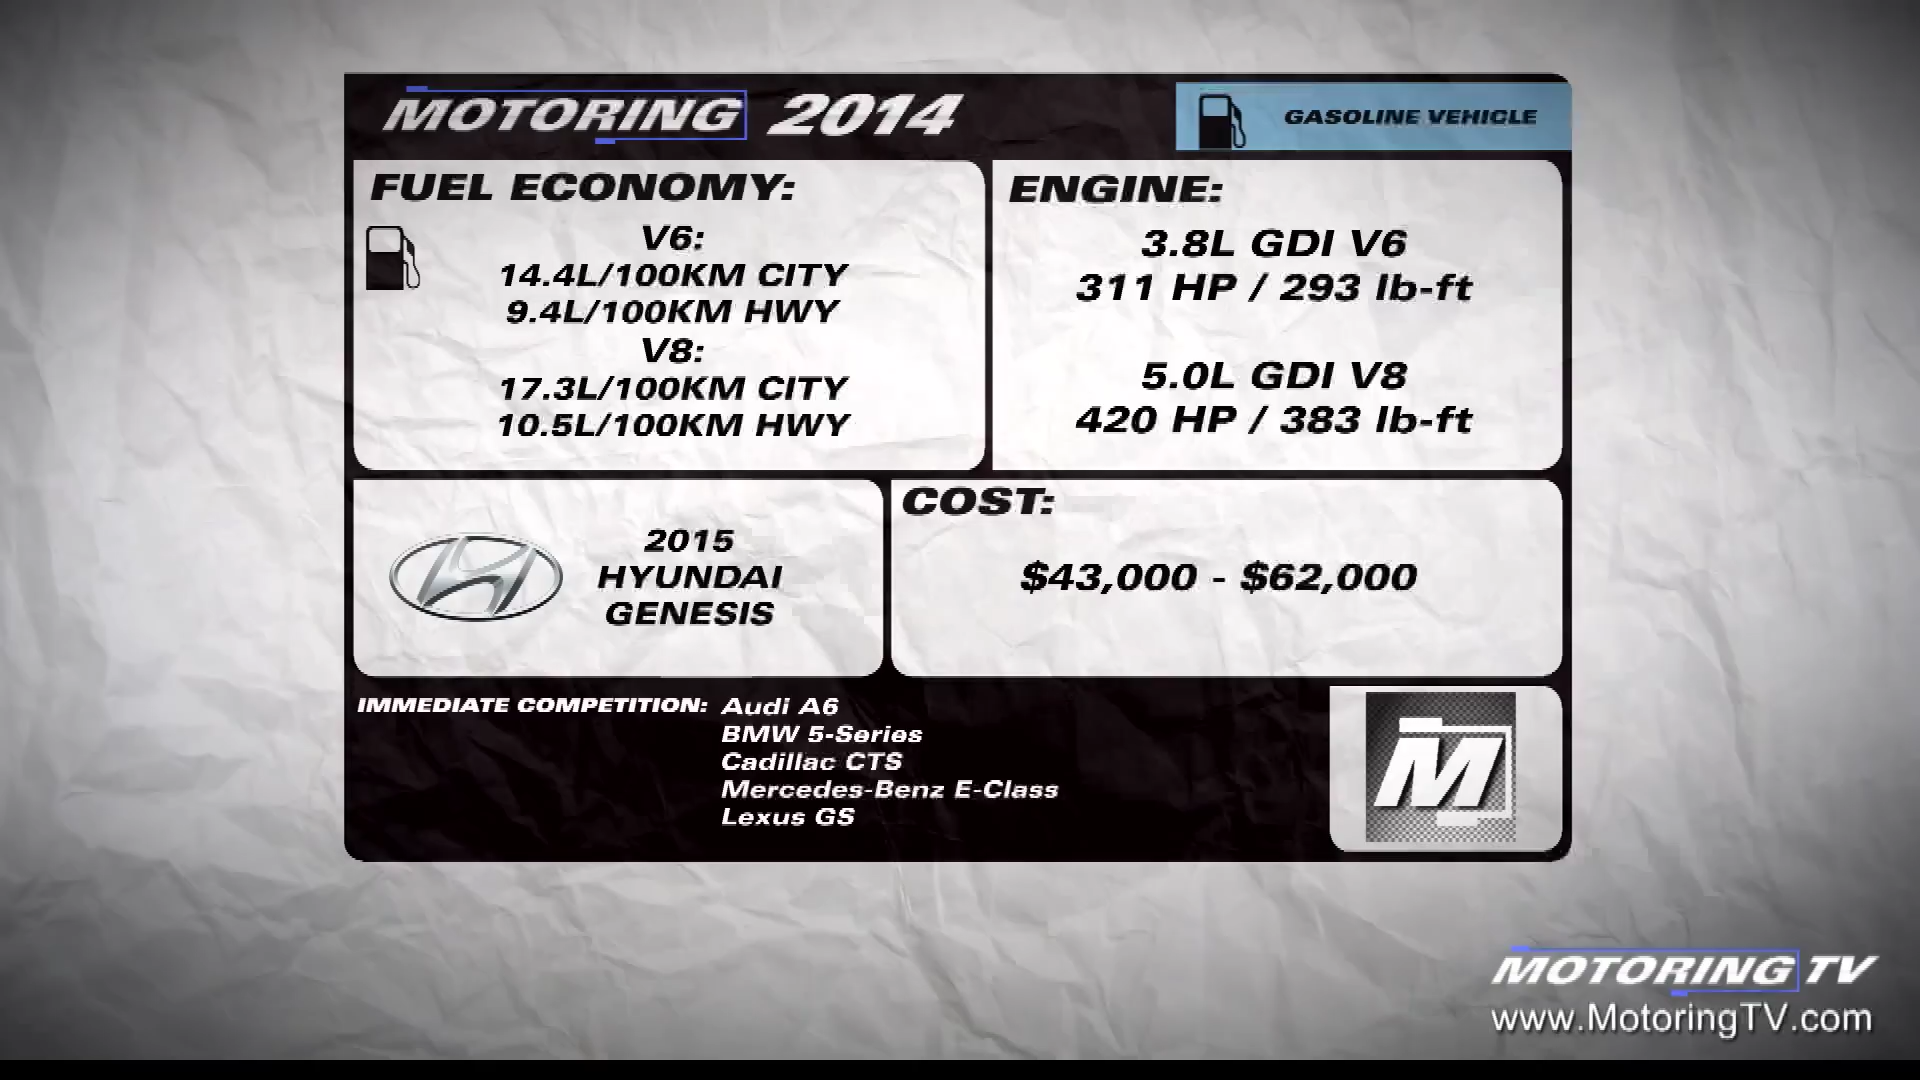 MOTORING 2014
GASOLINE VEHICLE
FUEL ECONOMY:
V6:
14.4L/100KM CITY
9.4L/100KM HWY
V8:
17.3L/100KM CITY
10.5L/100KM HWY
ENGINE:
3.8L GDI V6
311 HP / 293 lb-ft
5.0L GDI V8
420 HP / 383 lb-ft
2015
HYUNDAI
GENESIS
COST:
$43,000 - $62,000
IMMEDIATE COMPETITION: Audi A6
BMW 5-Series
Cadillac CTS
Mercedes-Benz E-Class
Lexus GS
M
MOTORING TV
www.MotoringTV.com